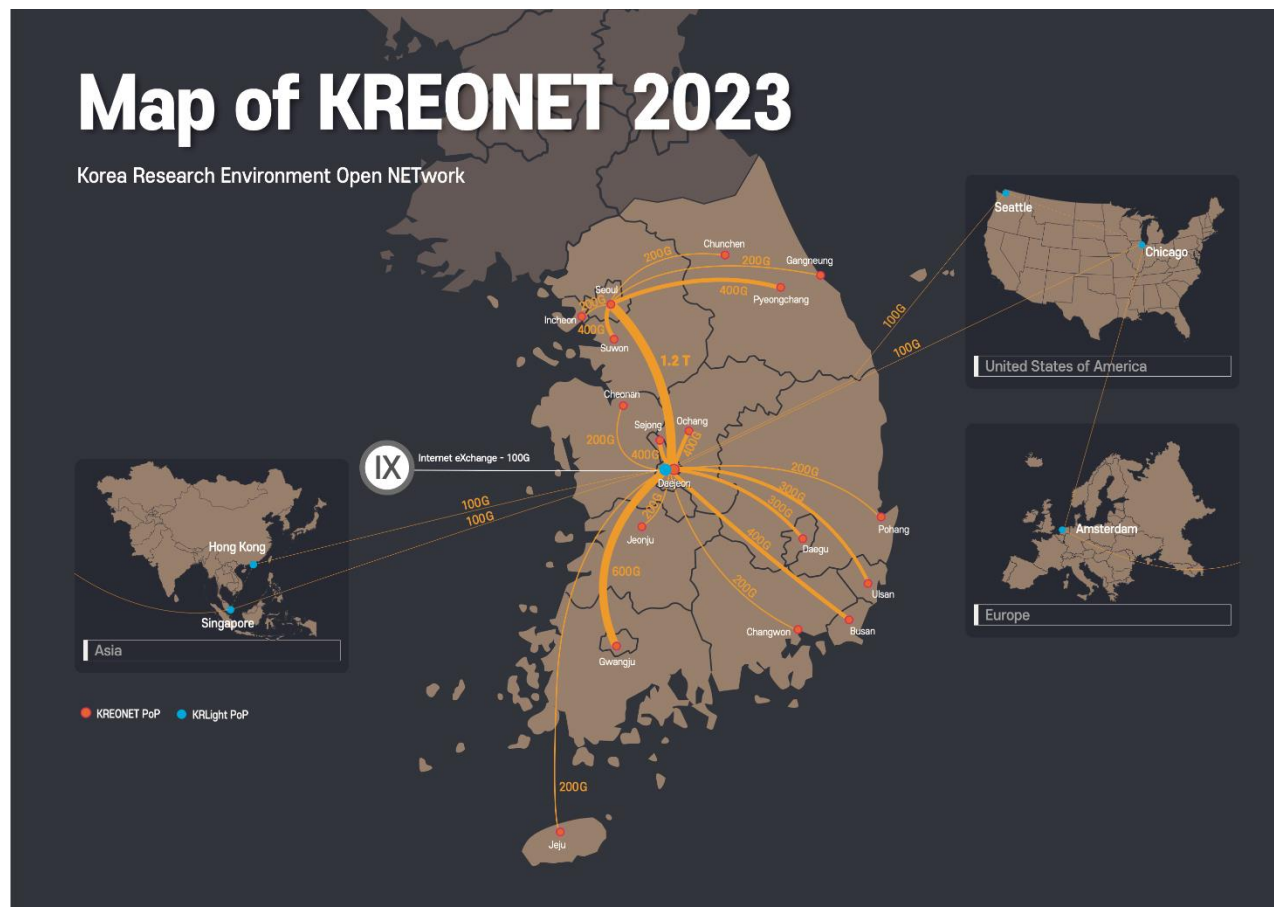 Map of KREONET 2023
Korea Research Environment Open NETwork
Chunchen
200G
200G
Gangneung
400G
Pyeongchang
Seoul
200G
Incheon
400G
Suwon
1.2 T
Cheonan
Ochang
Sejong
200G
400G
400G
IX
Internet eXchange - 100G
Daejeon
100G
100G
100G
100G
200G
300G
300G
Pohang
200G
Jeonju
Daegu
400G
600G
200G
Ulsan
Changwon
Busan
Gwangju
200G
Jeju
Seattle
Chicago
United States of America
Amsterdam
Europe
Hong Kong
Singapore
Asia
KREONET PoP
KRLight PoP